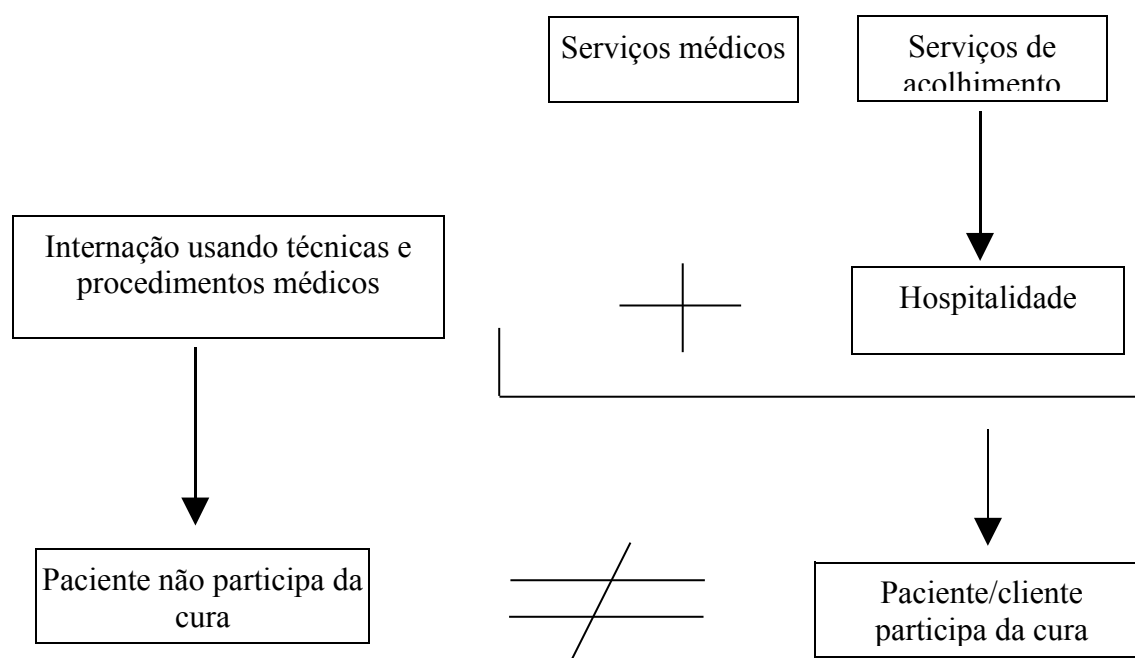 Serviços médicos
Serviços de
acolhimento
Internação usando técnicas e
procedimentos médicos
Hospitalidade
Paciente não participa da
cura
Paciente/cliente
participa da cura